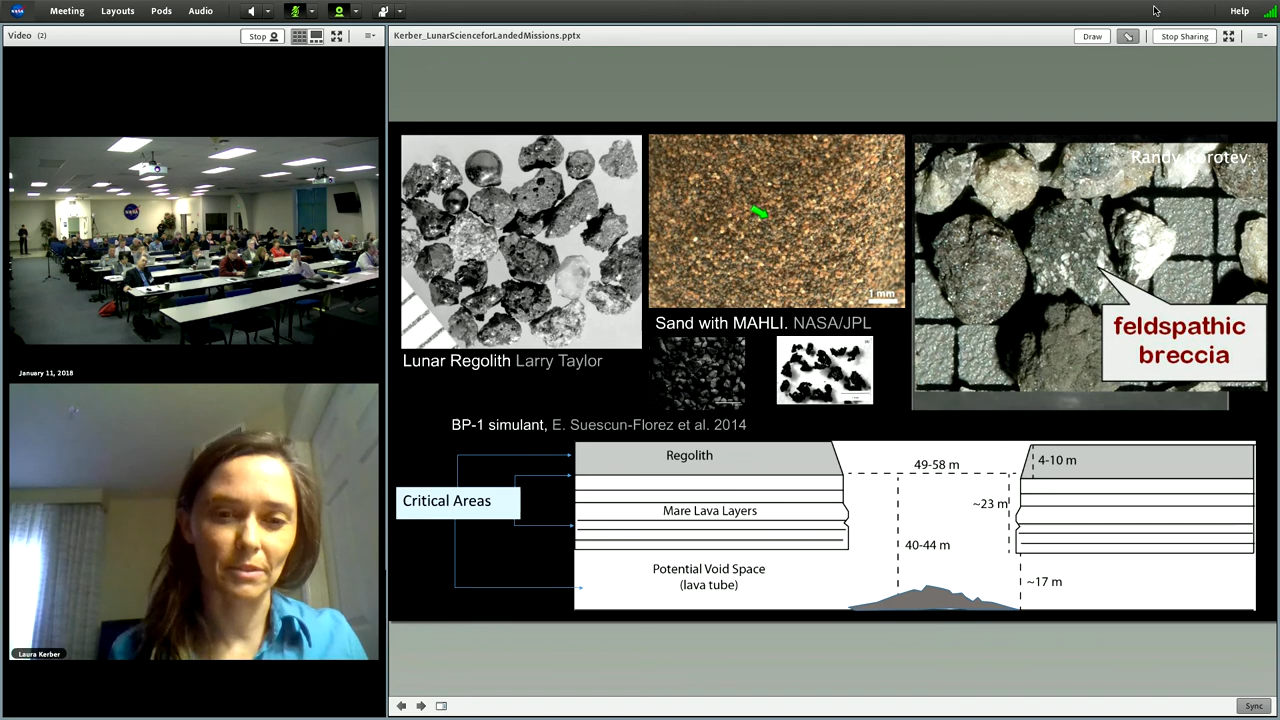 Meeting Layouts Pods Audio Help
Video (2)
Stop
Kerber_LunarScienceforLandedMissions.pptx
Draw
Stop Sharing
NASA
January 11, 2018
Laura Kerber
Lunar Regolith Larry Taylor
1 mm
Sand with MAHLI. NASA/JPL
feldspathic
breccia
BP-1 simulant, E. Suescun-Florez et al. 2014
Critical Areas
Regolith
Mare Lava Layers
Potential Void Space
(lava tube)
49-58 m
4-10 m
~23 m
40-44 m
~17 m
Sync